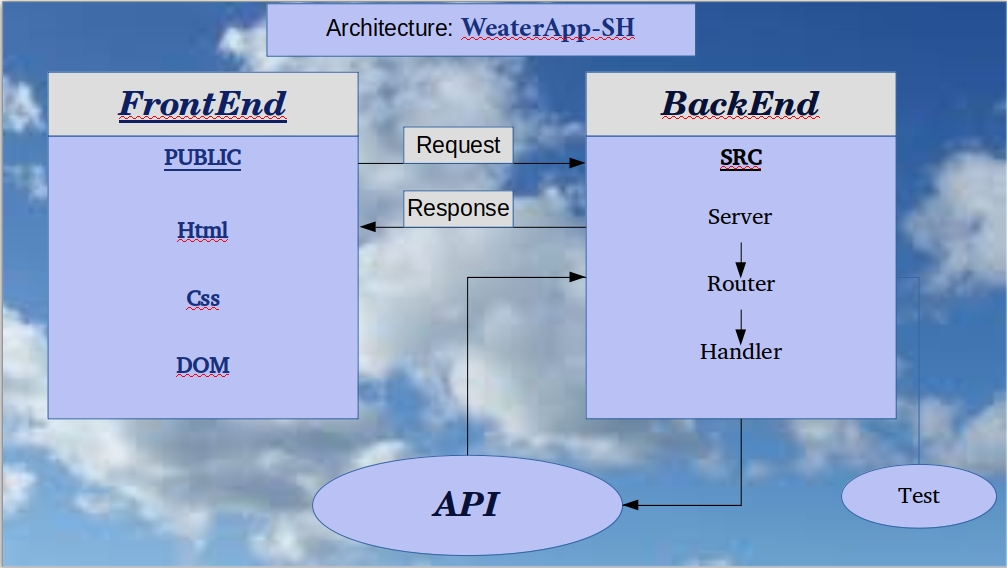 Architecture: WeaterApp-SH
FrontEnd
PUBLIC
Html
Css
DOM
Request
Response
BackEnd
SRC
Server
Router
Handler
API
Test